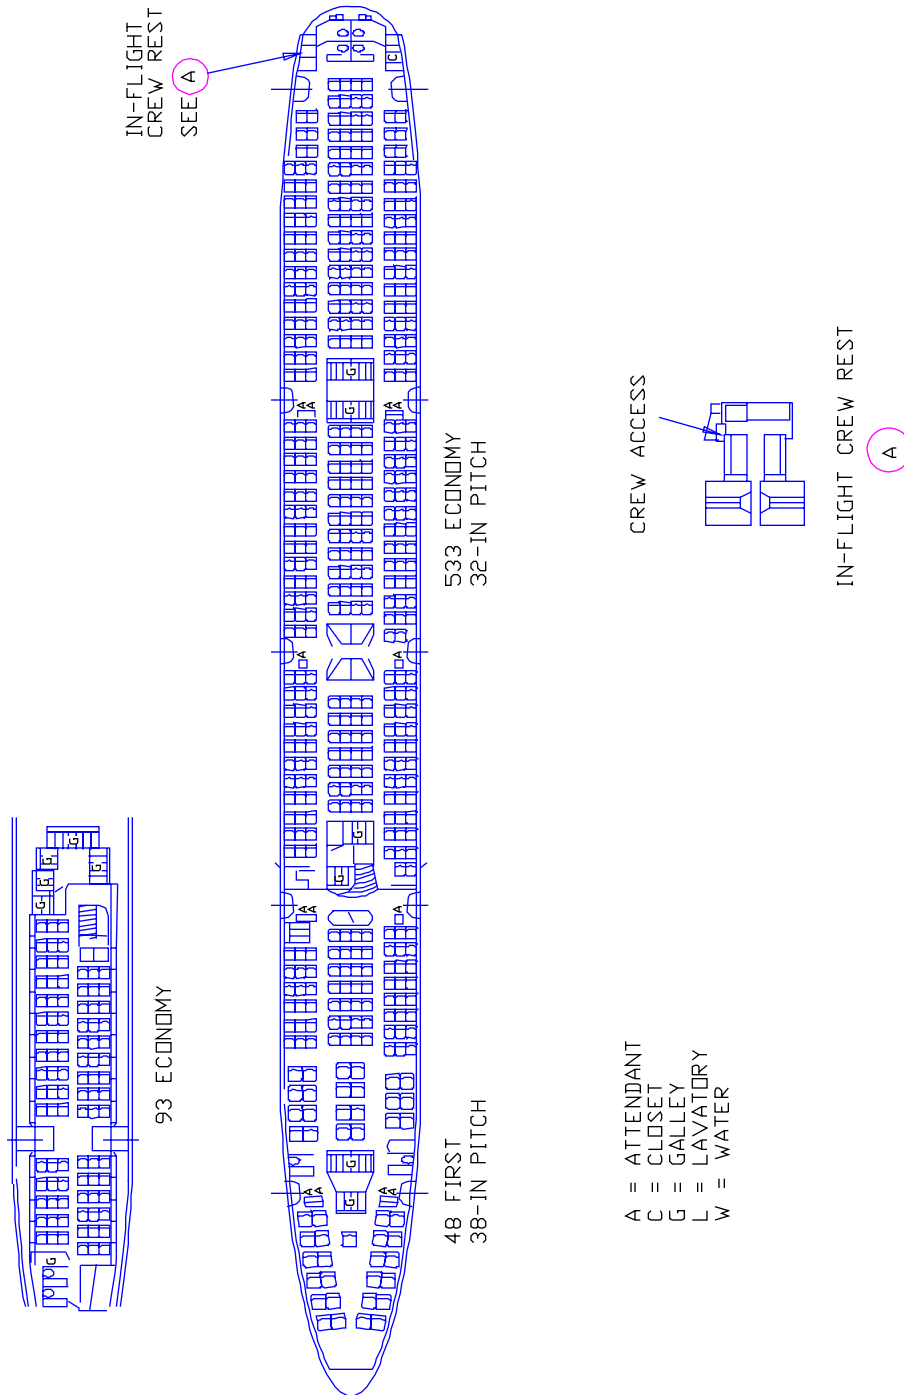 IN-FLIGHT
CREW REST
SEE A
C
G
G
A
A
A
A
533 ECONOMY
32-IN PITCH
A
A
G
G
A
A
A
G
G
G
G
G
93 ECONOMY
G
48 FIRST
38-IN PITCH
G
G
A
A
A
A
CREW ACCESS
IN-FLIGHT CREW REST
A
A = ATTENDANT
C = CLOSET
G = GALLEY
L = LAVATORY
W = WATER